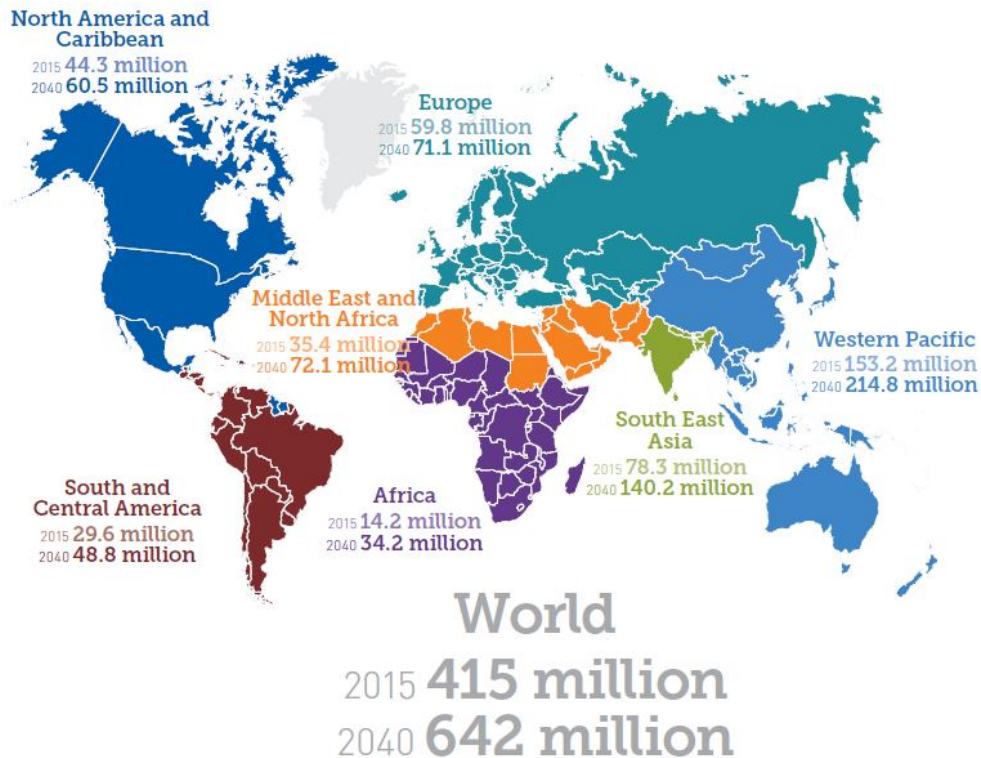 North America and
Caribbean
2015 44.3 million
2040 60.5 million
Europe
2015 59.8 million
2040 71.1 million
Middle East and
North Africa
2015 35.4 million
2040 72.1 million
Western Pacific
2015 153.2 million
2040 214.8 million
South East
Asia
2015 78.3 million
2040 140.2 million
South and
Central America
2015 29.6 million
2040 48.8 million
Africa
2015 14.2 million
2040 34.2 million
World
2015 415 million
2040 642 million